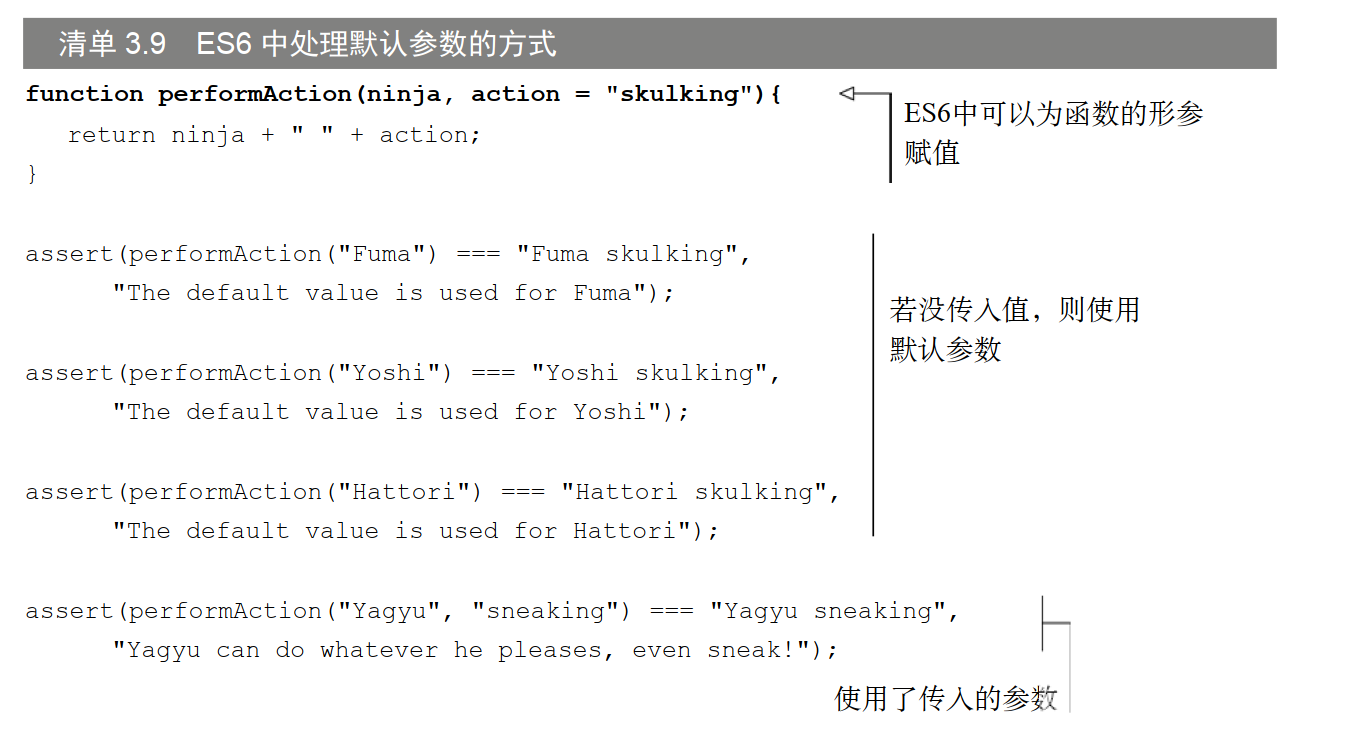 清单 3.9 ES6 中处理默认参数的方式
function performAction(ninja, action = "skulking"){
return ninja + " " + action;
}
ES6中可以为函数的形参
赋值
assert(performAction("Fuma") === "Fuma skulking",
"The default value is used for Fuma");
assert(performAction("Yoshi") === "Yoshi skulking",
"The default value is used for Yoshi");
assert(performAction("Hattori") === "Hattori skulking",
"The default value is used for Hattori");
若没传入值，则使用
默认参数
assert(performAction("Yagyu", "sneaking") === "Yagyu sneaking",
"Yagyu can do whatever he pleases, even sneak!");
使用了传入的参数